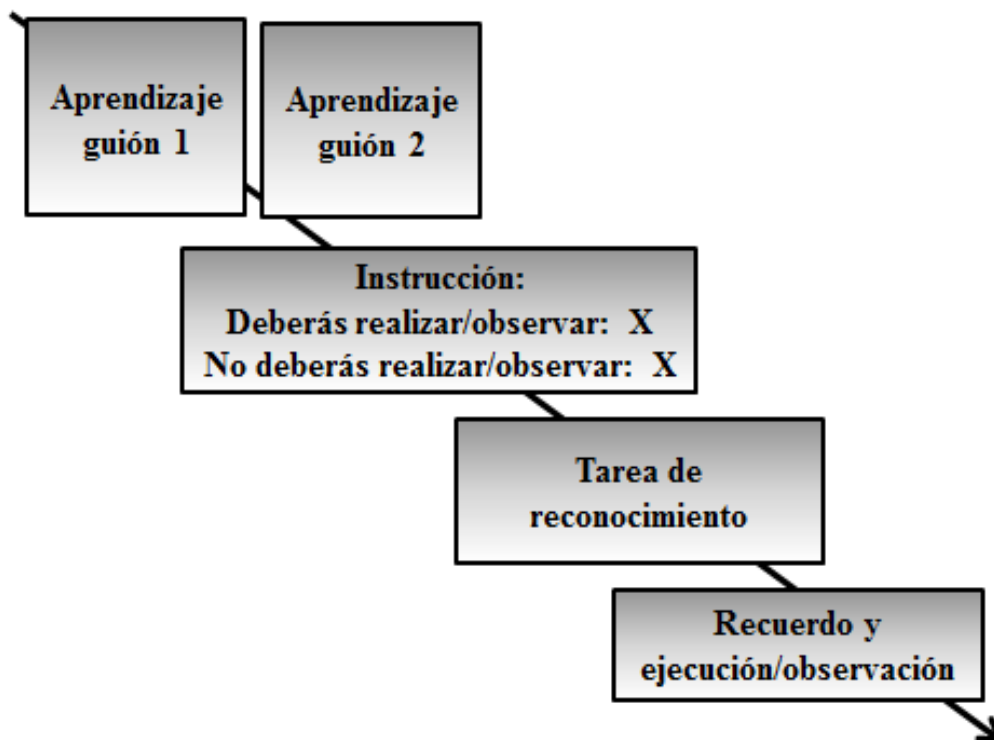 Aprendizaje
guión 1
Aprendizaje
guión 2
Instrucción:
Deberás realizar/observar: X
No deberás realizar/observar: X
Tarea de
reconocimiento
Recuerdo y
ejecución/observación